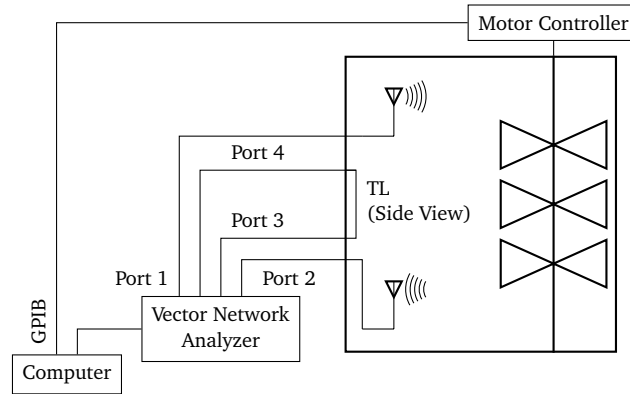 Motor Controller
Port 4
TL
(Side View)
Port 3
Port 1
Port 2
GPIB
Vector Network
Analyzer
Computer